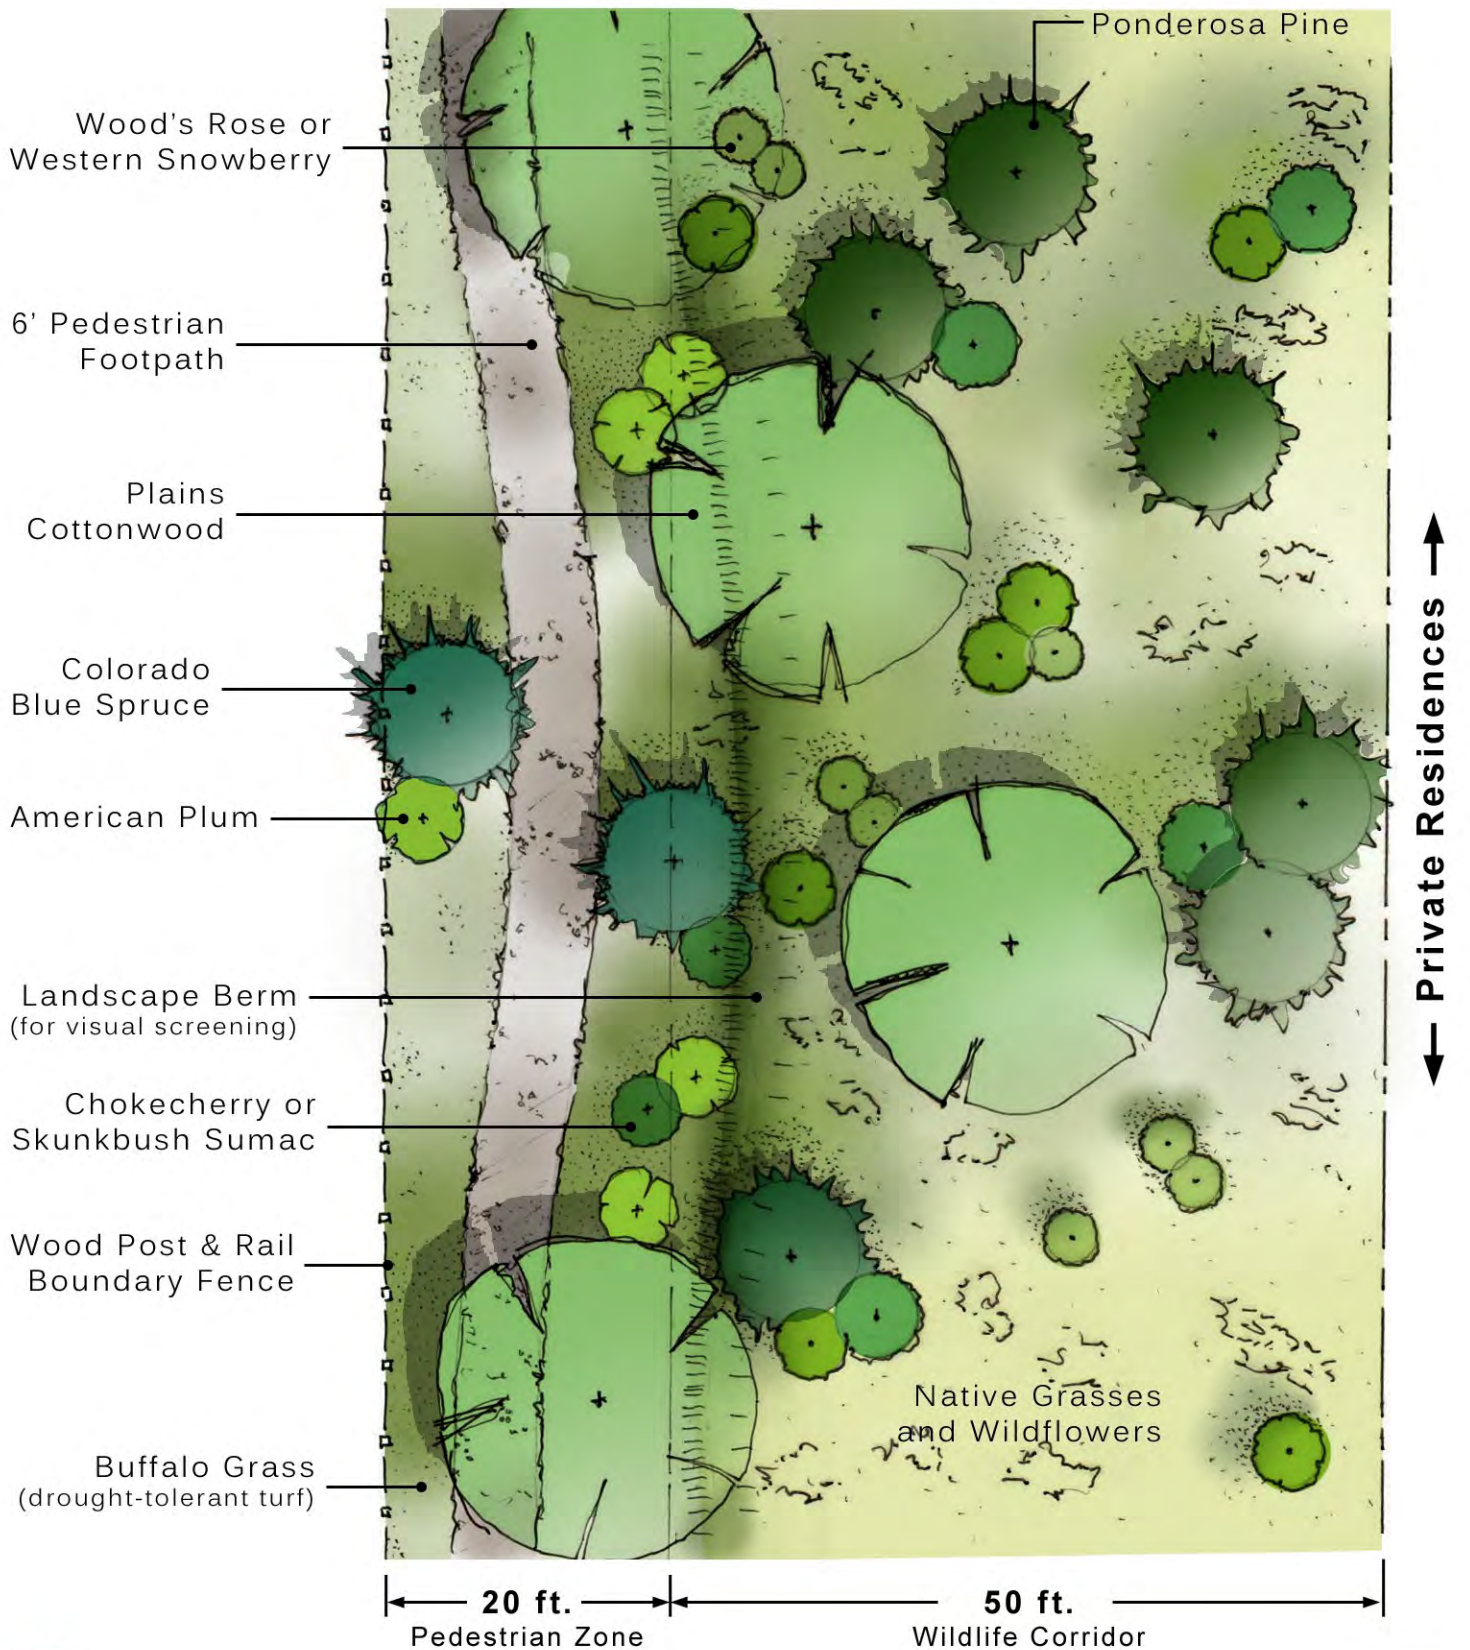 Ponderosa Pine
Wood's Rose or
Western Snowberry
6' Pedestrian
Footpath
Plains
Cottonwood
Colorado
Blue Spruce
American Plum
Landscape Berm
(for visual screening)
Chokecherry or
Skunkbush Sumac
Wood Post & Rail
Boundary Fence
Buffalo Grass
(drought-tolerant turf)
Native Grasses
and Wildflowers
Private Residences
20 ft.
Pedestrian Zone
50 ft.
Wildlife Corridor